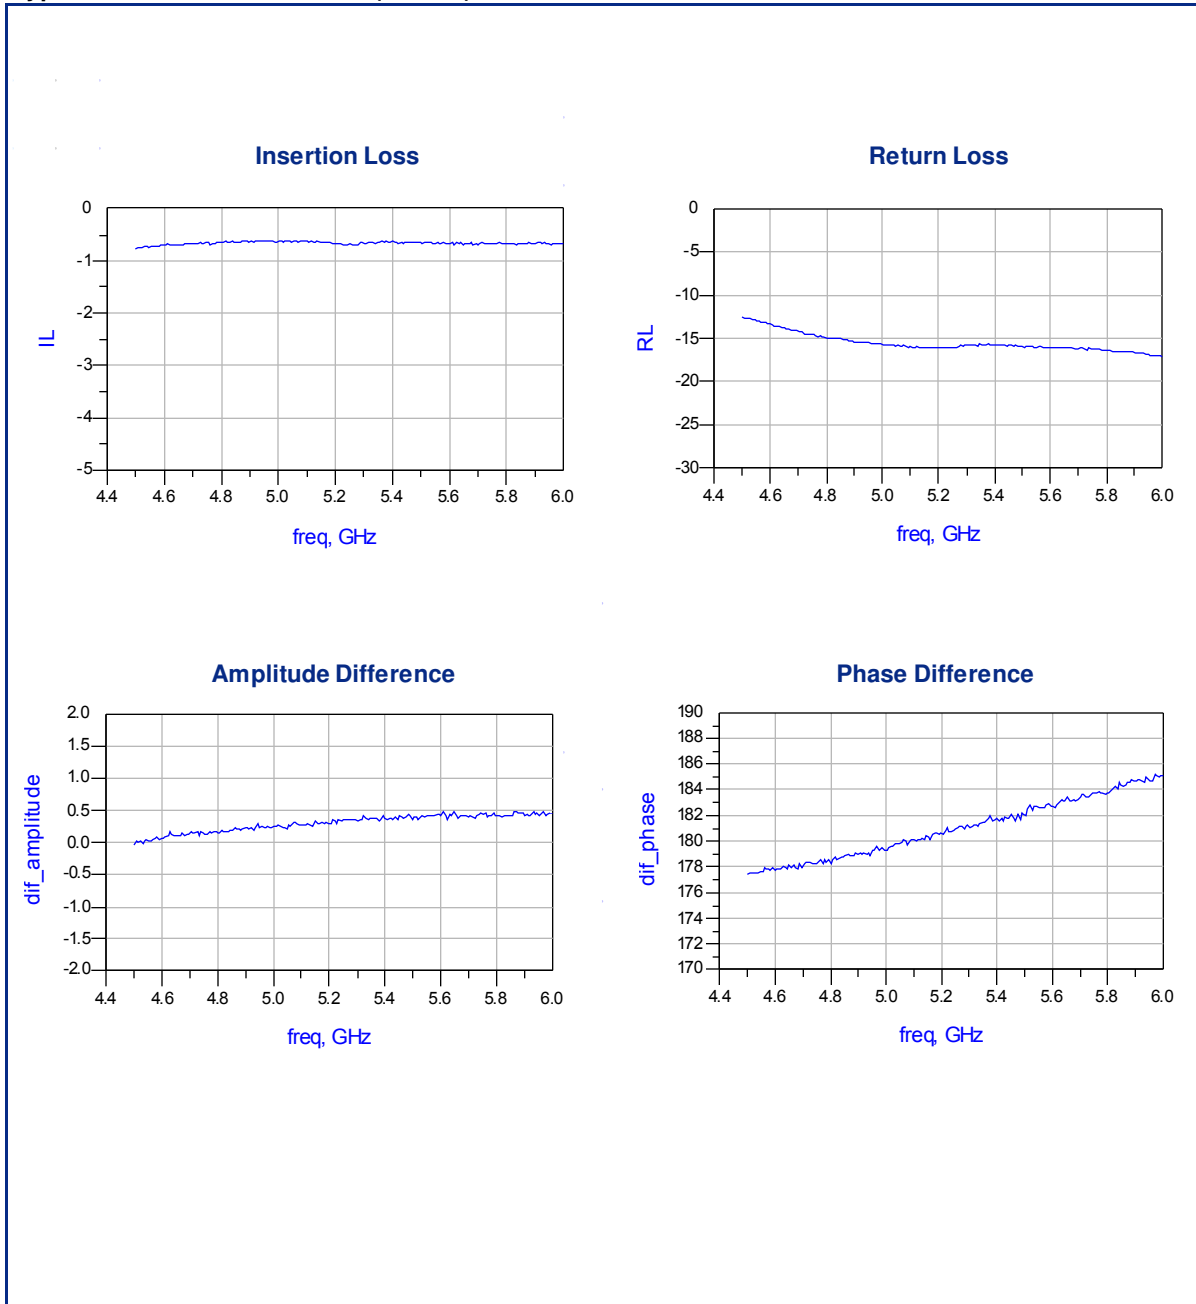 Insertion Loss
0
-1
-2
-3
-4
-5
IL
4.4 4.6 4.8 5.0 5.2 5.4 5.6 5.8 6.0
freq, GHz
Return Loss
0
-5
-10
-15
-20
-25
-30
RL
4.4 4.6 4.8 5.0 5.2 5.4 5.6 5.8 6.0
freq, GHz
Amplitude Difference
2.0
1.5
1.0
0.5
0.0
-0.5
-1.0
-1.5
-2.0
dif_amplitude
4.4 4.6 4.8 5.0 5.2 5.4 5.6 5.8 6.0
freq, GHz
Phase Difference
190
188
186
184
182
180
178
176
174
172
170
dif_phase
4.4 4.6 4.8 5.0 5.2 5.4 5.6 5.8 6.0
freq, GHz